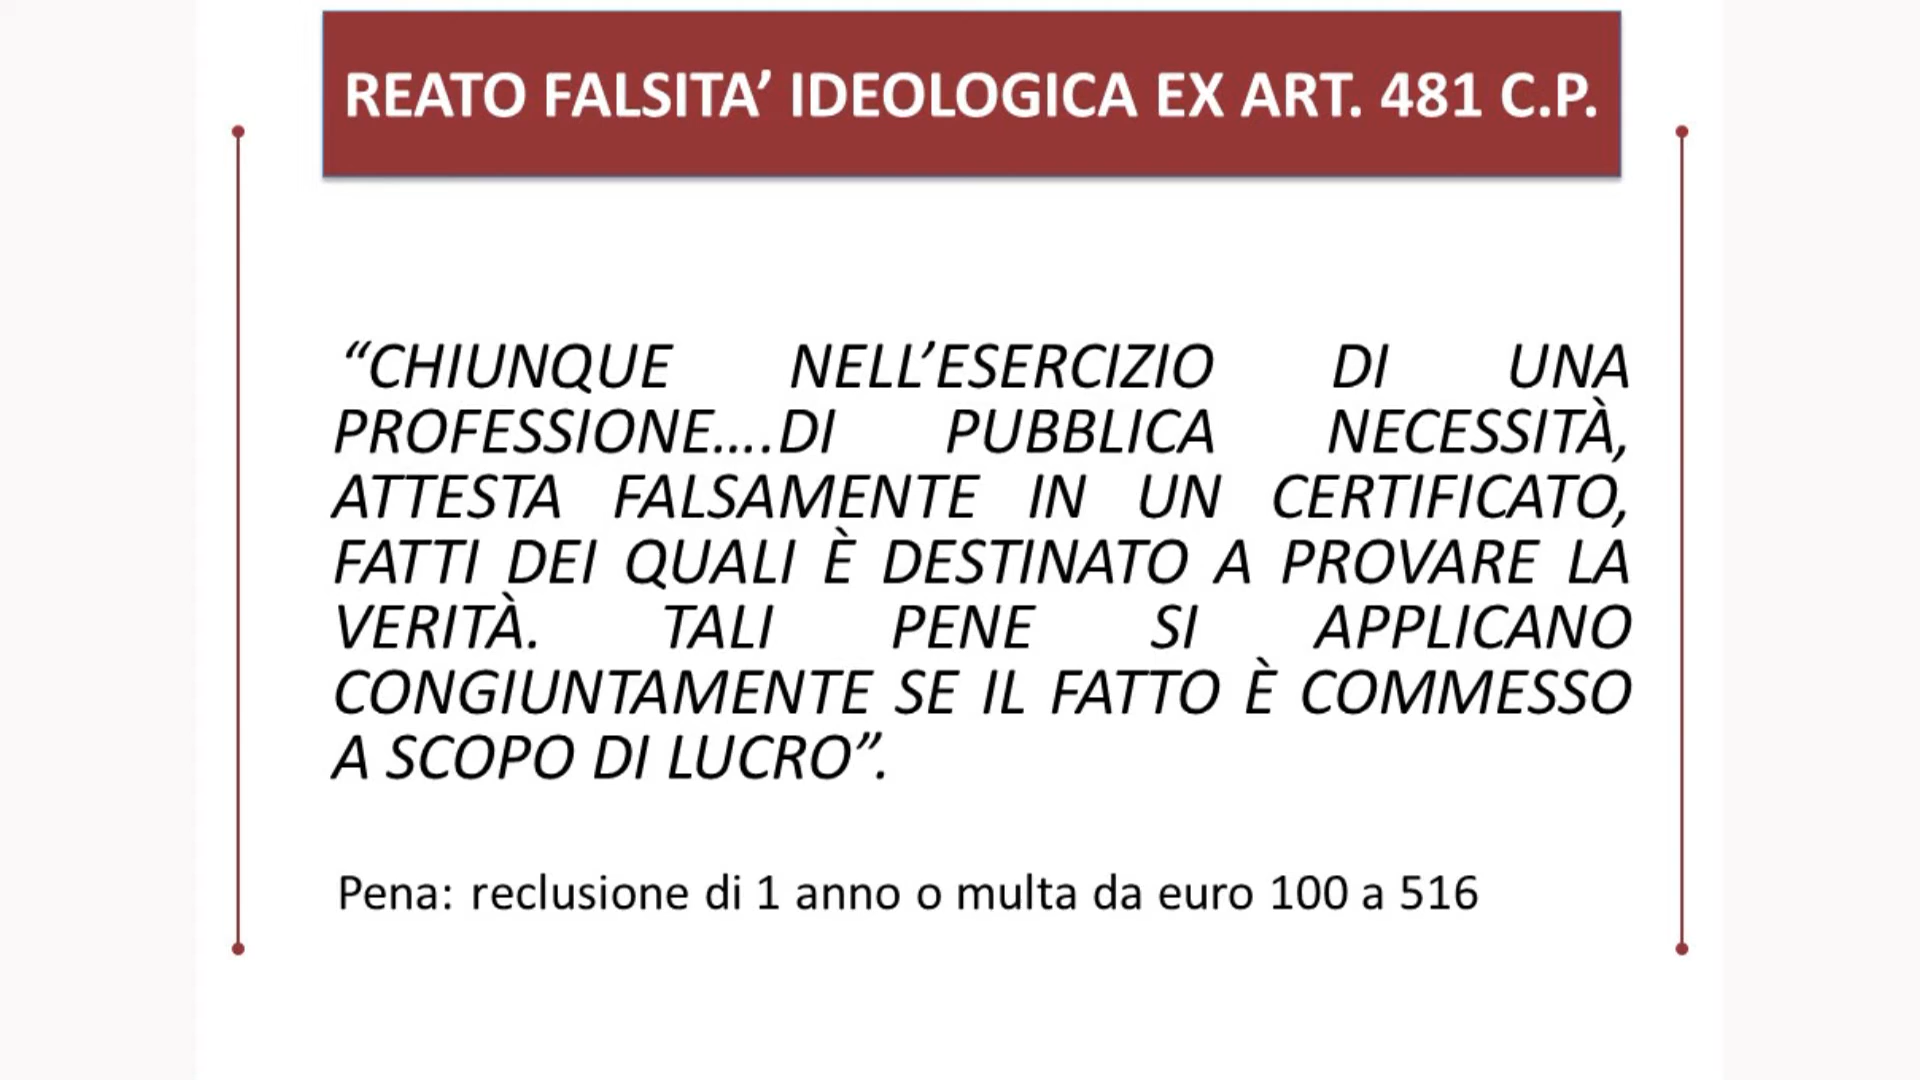 REATO FALSITA’ IDEOLOGICA EX ART. 481 C.P.
“CHIUNQUE NELL’ESERCIZIO DI UNA
PROFESSIONE….DI PUBBLICA NECESSITÀ,
ATTESTA FALSAMENTE IN UN CERTIFICATO,
FATTI DEI QUALI È DESTINATO A PROVARE LA
VERITÀ. TALI PENE SI APPLICANO
CONGIUNTAMENTE SE IL FATTO È COMMESSO
A SCOPO DI LUCRO”.
Pena: reclusione di 1 anno o multa da euro 100 a 516